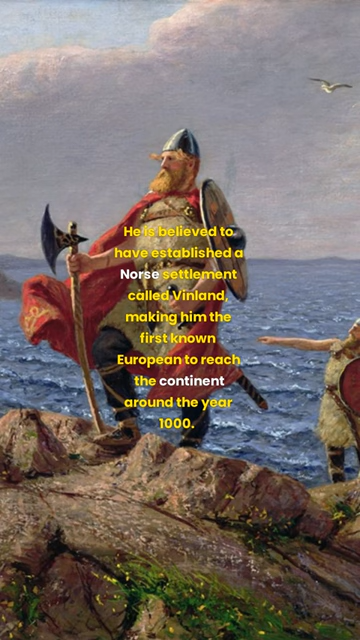 He is believed to
have established a
Norse settlement
called Vinland,
making him the
first known
European to reach
the continent
around the year
1000.